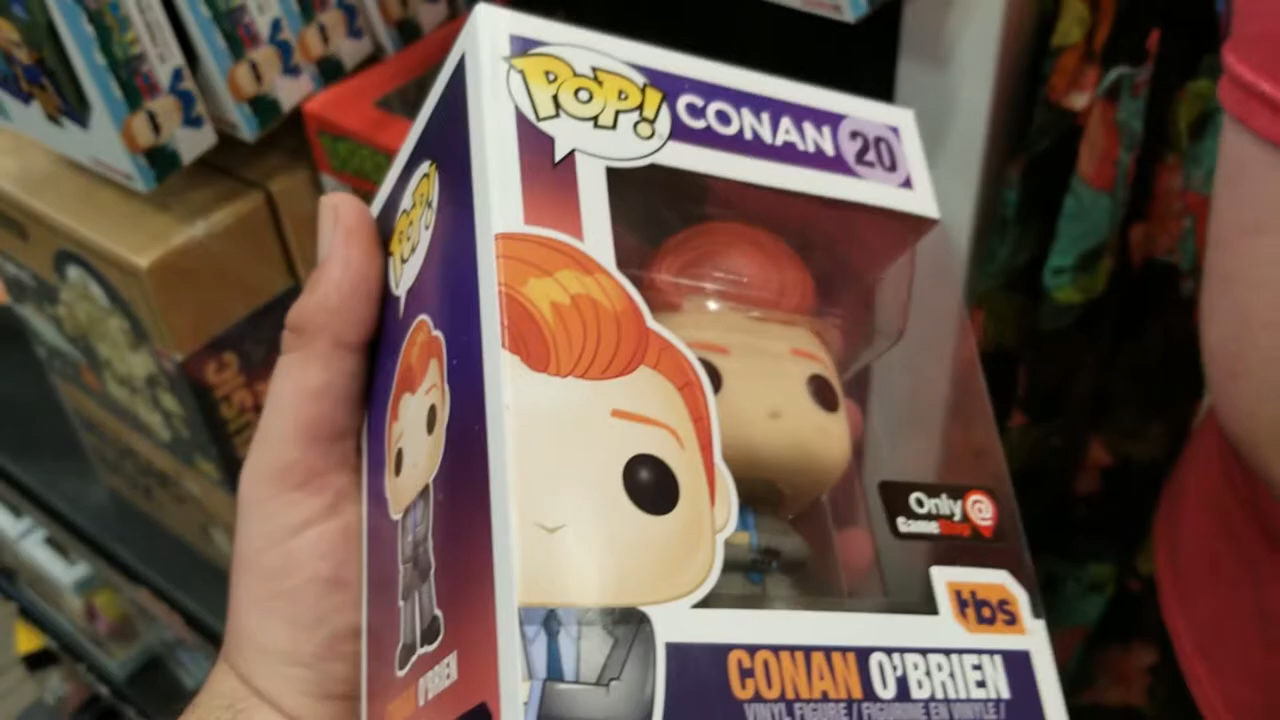 POP! CONAN 20
POP!
Only @
GameStop
tbs
CONAN O'BRIEN
VINYL FIGURE / FIGURINE EN VINYLE /
O'BRIEN